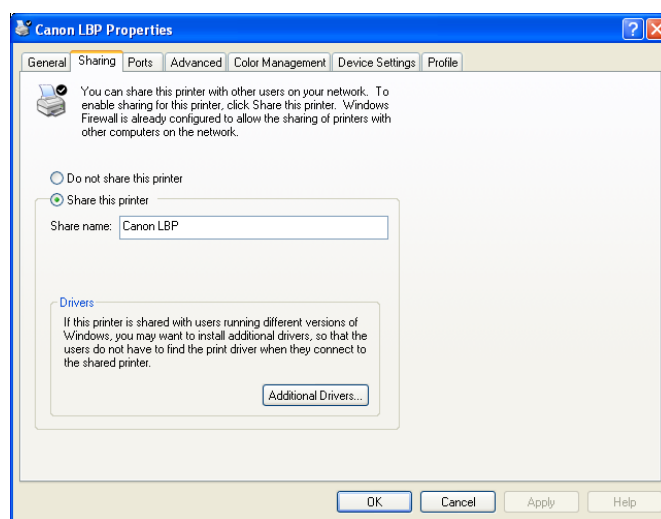 Canon LBP Properties
General Sharing Ports Advanced Color Management Device Settings Profile
You can share this printer with other users on your network. To
enable sharing for this printer, click Share this printer. Windows
Firewall is already configured to allow the sharing of printers with
other computers on the network.
Do not share this printer
Share this printer
Share name: Canon LBP
Drivers
If this printer is shared with users running different versions of
Windows, you may want to install additional drivers, so that the
users do not have to find the print driver when they connect to
the shared printer.
Additional Drivers...
OK Cancel Apply Help